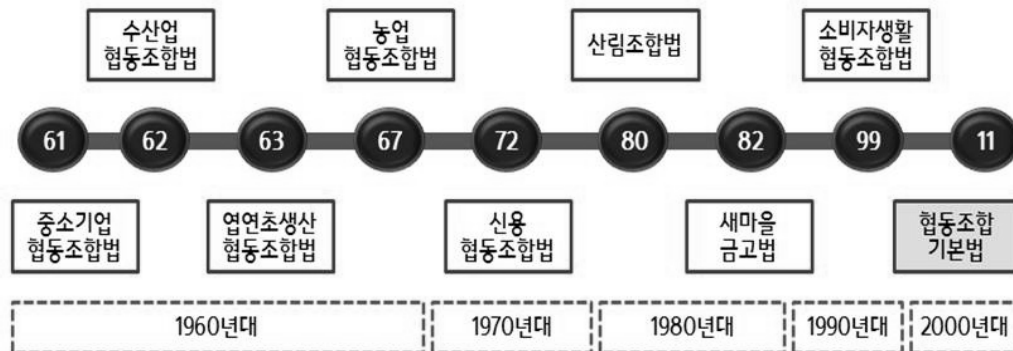 수산업
협동조합법
농업
협동조합법
산림조합법
소비자생활
협동조합법
61
62
63
67
72
80
82
99
11
중소기업
협동조합법
엽연초생산
협동조합법
신용
협동조합법
새마을
금고법
협동조합
기본법
1960년대
1970년대
1980년대
1990년대
2000년대